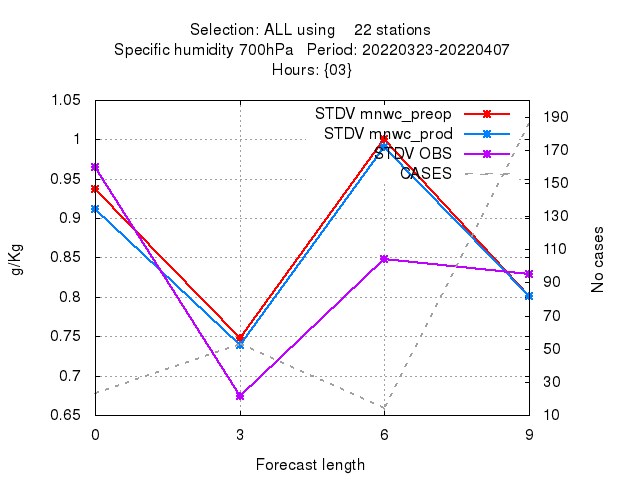 Selection: ALL using    22 stations
Specific humidity 700hPa   Period: 20220323-20220407
Hours: {03}
1.05
1
0.95
0.9
0.85
0.8
0.75
0.7
0.65
g/Kg
STDV mnwc_preop
STDV mnwc_prod
STDV OBS
CASES
190
170
150
130
110
90
70
50
30
10
No cases
0 3 6 9
Forecast length